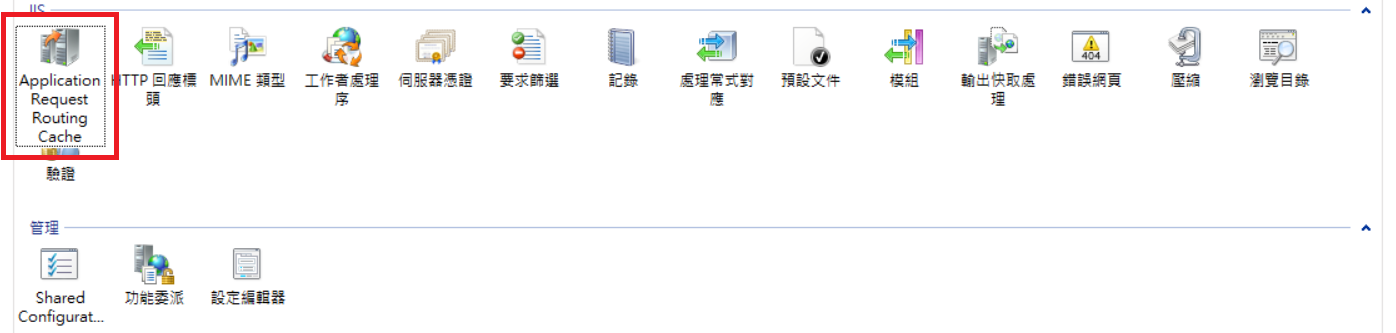 IIS
Application
Request
Routing
Cache
HTTP 回應標
頭
MIME 類型
工作者處理
序
伺服器憑證
要求篩選
記錄
處理常式對
應
預設文件
模組
輸出快取處
理
錯誤網頁
壓縮
瀏覽目錄
驗證
管理
Shared
Configurat...
功能委派
設定編輯器